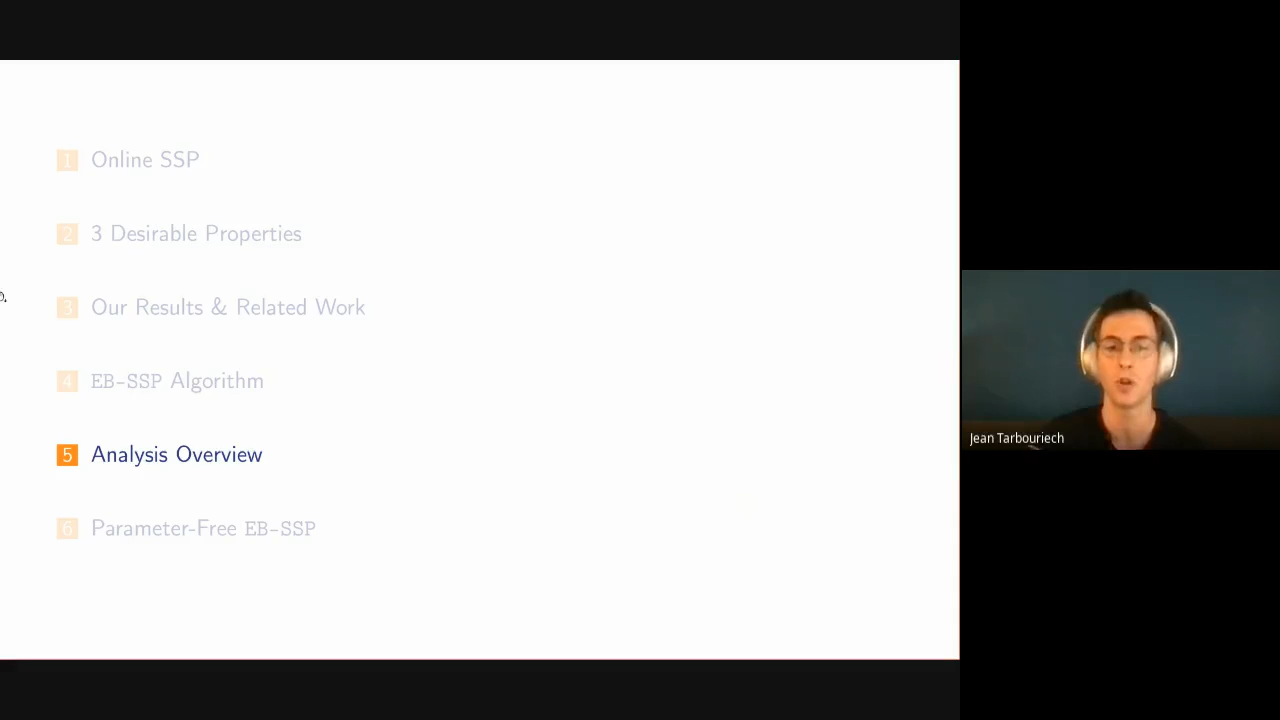 1 Online SSP
2 3 Desirable Properties
3 Our Results & Related Work
4 EB-SSP Algorithm
5 Analysis Overview
6 Parameter-Free EB-SSP
Jean Tarbouriech